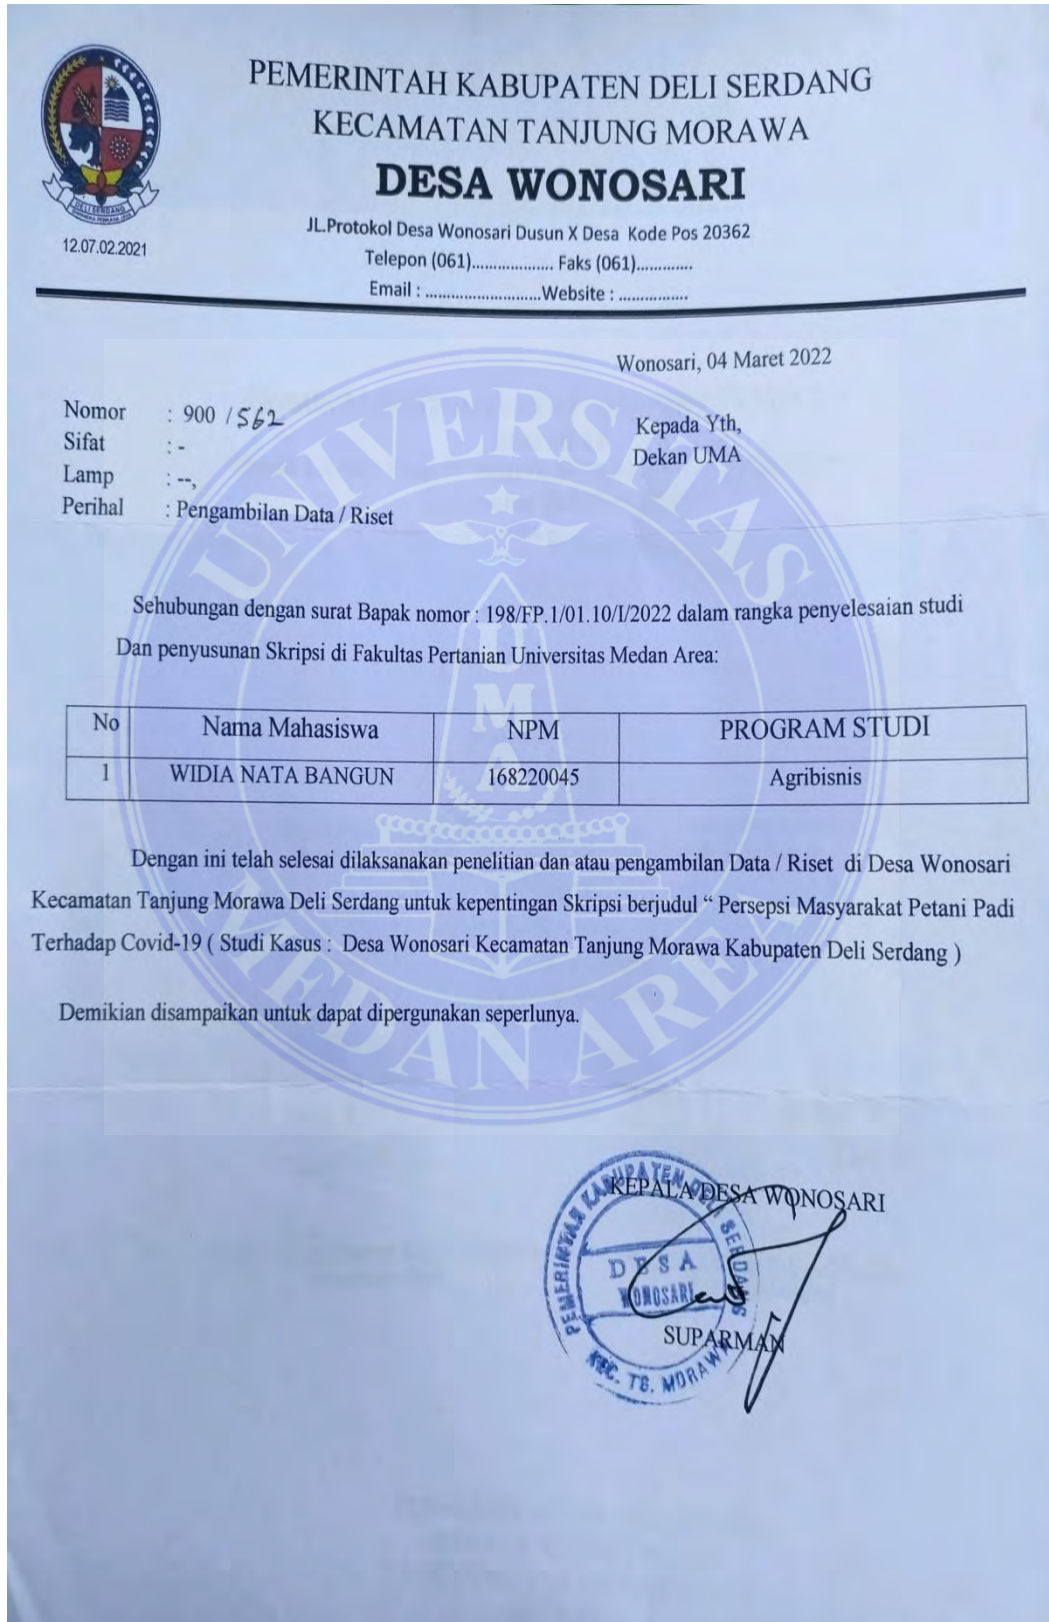 PEMERINTAH KABUPATEN DELI SERDANG
KECAMATAN TANJUNG MORAWA
DESA WONOSARI
JL.Protokol Desa Wonosari Dusun X Desa Kode Pos 20362
Telepon (061)................... Faks (061).............
Email : ...........................Website : ................
DELI SERDANG
12.07.02.2021
Wonosari, 04 Maret 2022
Nomor : 900 / 562
Sifat : -
Lamp : --,
Perihal : Pengambilan Data / Riset
Kepada Yth,
Dekan UMA
Sehubungan dengan surat Bapak nomor : 198/FP.1/01.10/I/2022 dalam rangka penyelesaian studi
Dan penyusunan Skripsi di Fakultas Pertanian Universitas Medan Area:
No Nama Mahasiswa NPM PROGRAM STUDI
1 WIDIA NATA BANGUN 168220045 Agribisnis
Dengan ini telah selesai dilaksanakan penelitian dan atau pengambilan Data / Riset di Desa Wonosari
Kecamatan Tanjung Morawa Deli Serdang untuk kepentingan Skripsi berjudul “ Persepsi Masyarakat Petani Padi
Terhadap Covid-19 ( Studi Kasus : Desa Wonosari Kecamatan Tanjung Morawa Kabupaten Deli Serdang )
Demikian disampaikan untuk dapat dipergunakan seperlunya.
KEPALA DESA WONOSARI
SUPARMAN
PEMERINTAH KABUPATEN DELI SERDANG
DESA
WONOSARI
KEC. TG. MORAWA
UNIVERSITAS
MEDAN AREA
UMA